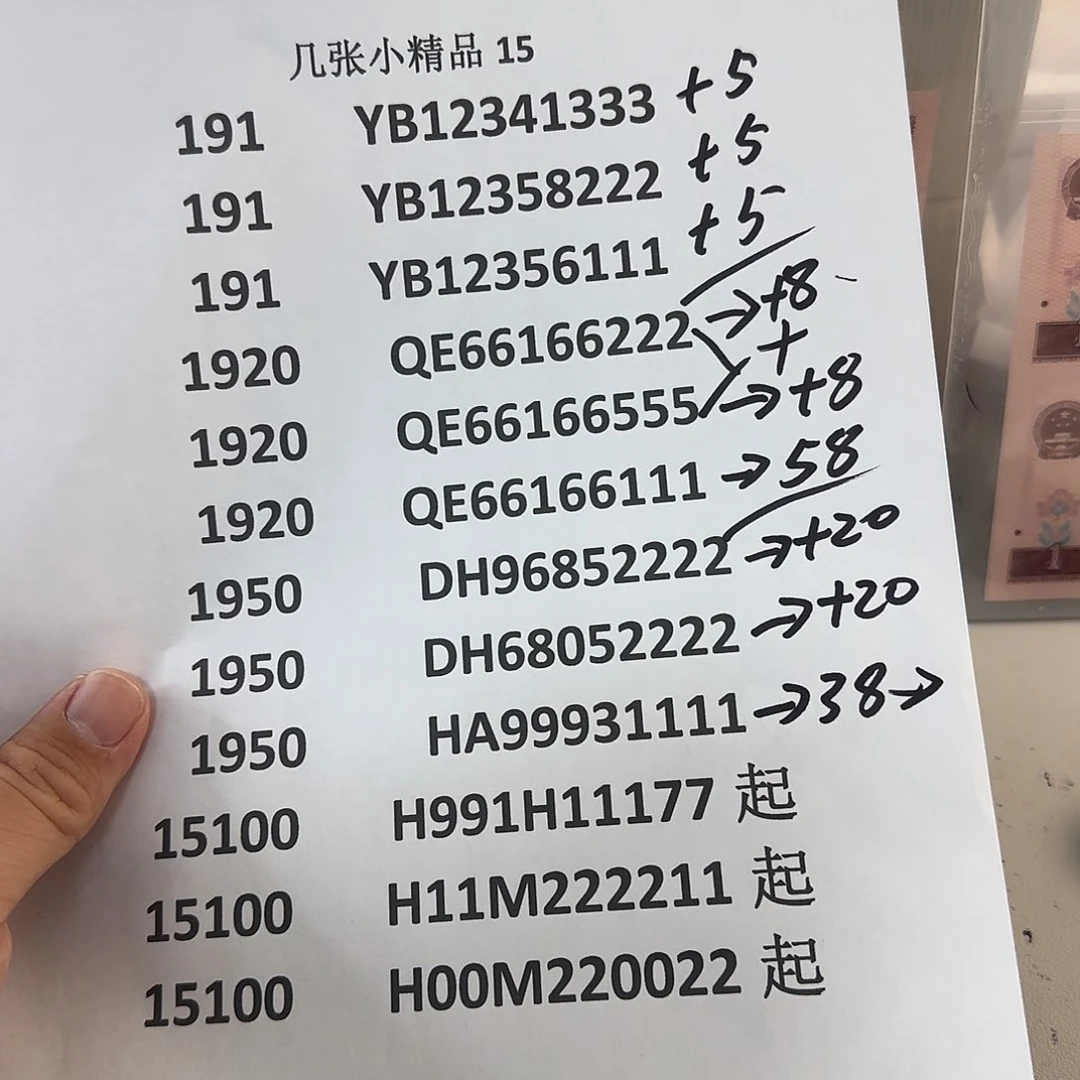 几张小精品 15
191 YB12341333 +5
191 YB12358222 +5
191 YB12356111 +5
1920 QE66166222 →+8
+
1920 QE66166555 →+8
1920 QE66166111 →58
1950 DH96852222 →+20
1950 DH68052222 →+20
1950 HA99931111 →38→
15100 H991H11177 起
15100 H11M222211 起
15100 H00M220022 起
1